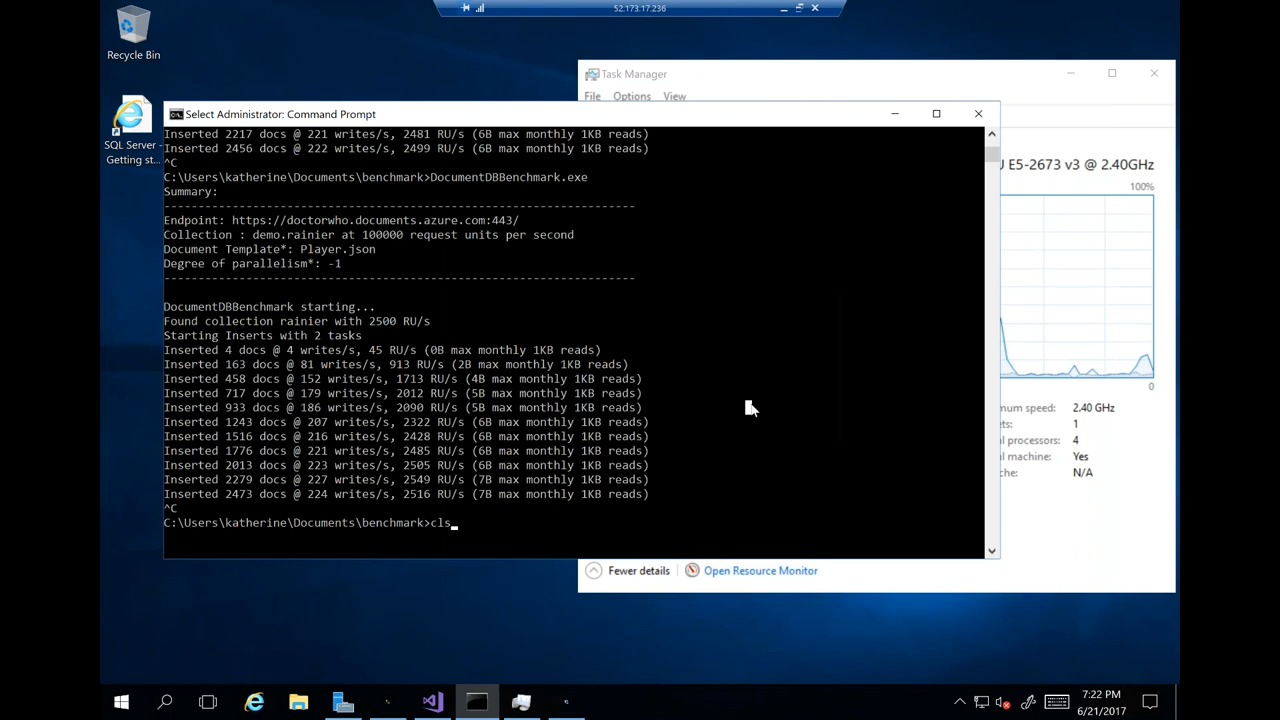 52.173.17.236
Recycle Bin
SQL Server -
Getting st...
Task Manager
File Options View
Select Administrator: Command Prompt
Inserted 2217 docs @ 221 writes/s, 2481 RU/s (6B max monthly 1KB reads)
Inserted 2456 docs @ 222 writes/s, 2499 RU/s (6B max monthly 1KB reads)
^C
C:\Users\katherine\Documents\benchmark>DocumentDBBenchmark.exe
Summary:
---------------------------------------------------------------------
Endpoint: https://doctorwho.documents.azure.com:443/
Collection : demo.rainier at 100000 request units per second
Document Template*: Player.json
Degree of parallelism*: -1
---------------------------------------------------------------------
DocumentDBBenchmark starting...
Found collection rainier with 2500 RU/s
Starting Inserts with 2 tasks
Inserted 4 docs @ 4 writes/s, 45 RU/s (0B max monthly 1KB reads)
Inserted 163 docs @ 81 writes/s, 913 RU/s (2B max monthly 1KB reads)
Inserted 458 docs @ 152 writes/s, 1713 RU/s (4B max monthly 1KB reads)
Inserted 717 docs @ 179 writes/s, 2012 RU/s (5B max monthly 1KB reads)
Inserted 933 docs @ 186 writes/s, 2090 RU/s (5B max monthly 1KB reads)
Inserted 1243 docs @ 207 writes/s, 2322 RU/s (6B max monthly 1KB reads)
Inserted 1516 docs @ 216 writes/s, 2428 RU/s (6B max monthly 1KB reads)
Inserted 1776 docs @ 221 writes/s, 2485 RU/s (6B max monthly 1KB reads)
Inserted 2013 docs @ 223 writes/s, 2505 RU/s (6B max monthly 1KB reads)
Inserted 2279 docs @ 227 writes/s, 2549 RU/s (7B max monthly 1KB reads)
Inserted 2473 docs @ 224 writes/s, 2516 RU/s (7B max monthly 1KB reads)
^C
C:\Users\katherine\Documents\benchmark>cls
E5-2673 v3 @ 2.40GHz
100%
0
num speed: 2.40 GHz
ets: 1
l processors: 4
l machine: Yes
che: N/A
Fewer details Open Resource Monitor
7:22 PM
6/21/2017